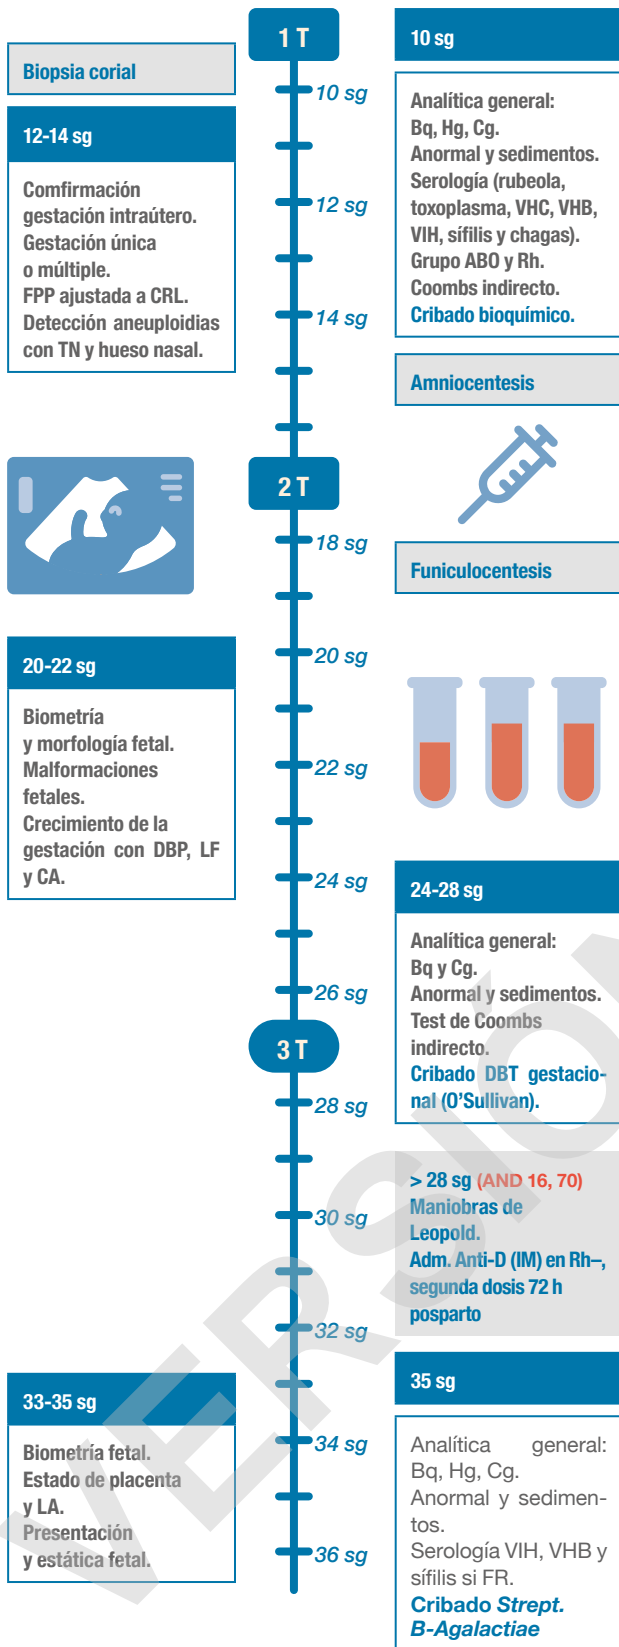 1 T
10 sg
12 sg
14 sg
2 T
18 sg
20 sg
22 sg
24 sg
26 sg
3 T
28 sg
30 sg
32 sg
34 sg
36 sg
Biopsia corial
12-14 sg
Comfirmación
gestación intraútero.
Gestación única
o múltiple.
FPP ajustada a CRL.
Detección aneuploidias
con TN y hueso nasal.
20-22 sg
Biometría
y morfología fetal.
Malformaciones
fetales.
Crecimiento de la
gestación con DBP, LF
y CA.
33-35 sg
Biometría fetal.
Estado de placenta
y LA.
Presentación
y estática fetal.
10 sg
Analítica general:
Bq, Hg, Cg.
Anormal y sedimentos.
Serología (rubeola,
toxoplasma, VHC, VHB,
VIH, sífilis y chagas).
Grupo ABO y Rh.
Coombs indirecto.
Cribado bioquímico.
Amniocentesis
Funiculocentesis
24-28 sg
Analítica general:
Bq y Cg.
Anormal y sedimentos.
Test de Coombs
indirecto.
Cribado DBT gestacio-
nal (O’Sullivan).
> 28 sg (AND 16, 70)
Maniobras de
Leopold.
Adm. Anti-D (IM) en Rh–,
segunda dosis 72 h
posparto
35 sg
Analítica general:
Bq, Hg, Cg.
Anormal y sedimen-
tos.
Serología VIH, VHB y
sífilis si FR.
Cribado Strept.
B-Agalactiae
VERSIÓN